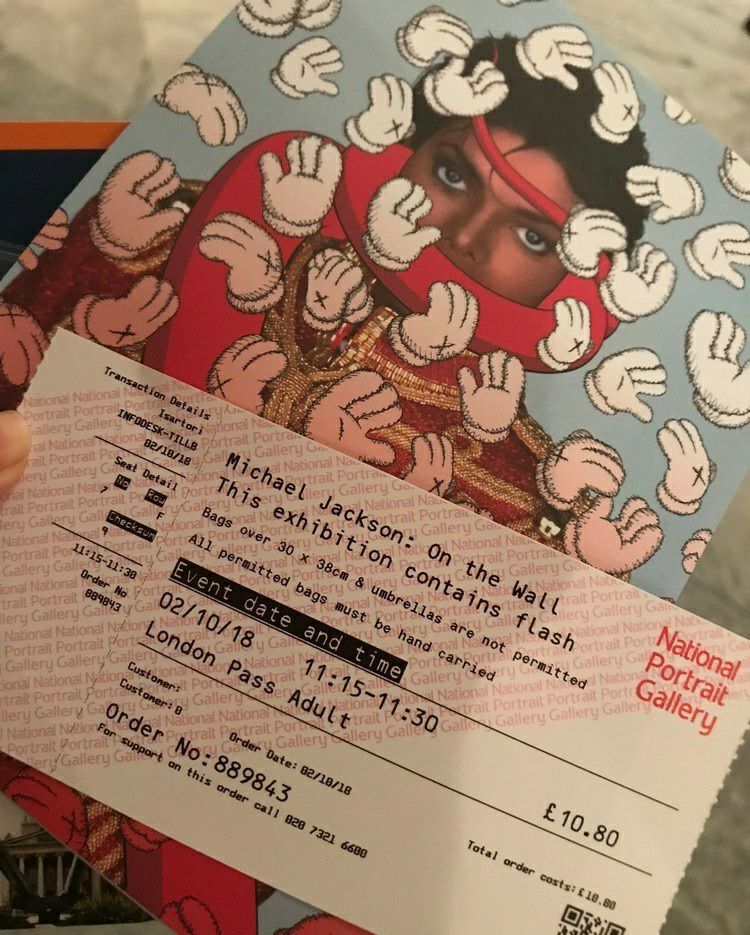 Transaction Details
lsartori
INFODESK-TILLB
02/10/18
Seat Detail
No Row
7 F
Checksum
9
11:15-11:30
Order No
889843
Michael Jackson: On the Wall
This exhibition contains flash
Bags over 30 x 38cm & umbrellas are not permitted
All permitted bags must be hand carried
Event date and time
02/10/18 11:15-11:30
London Pass Adult
£10.80
Customer:
Customer: 0
Order Date: 02/10/18
Order No:889843
For support on this order call 020 7321 6600
Total order costs:£10.80
National
Portrait
Gallery